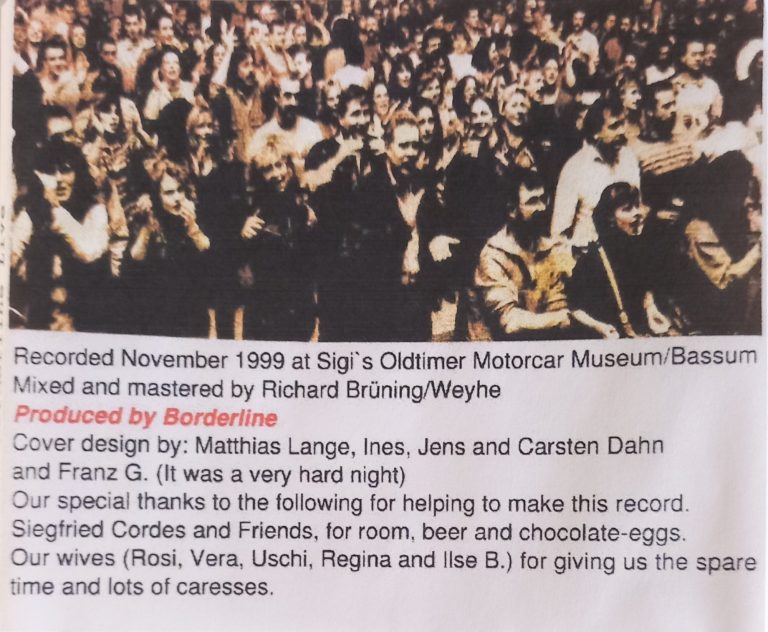 Recorded November 1999 at Sigi`s Oldtimer Motorcar Museum/Bassum
Mixed and mastered by Richard Brüning/Weyhe
Produced by Borderline
Cover design by: Matthias Lange, Ines, Jens and Carsten Dahn
and Franz G. (It was a very hard night)
Our special thanks to the following for helping to make this record.
Siegfried Cordes and Friends, for room, beer and chocolate-eggs.
Our wives (Rosi, Vera, Uschi, Regina and Ilse B.) for giving us the spare
time and lots of caresses.